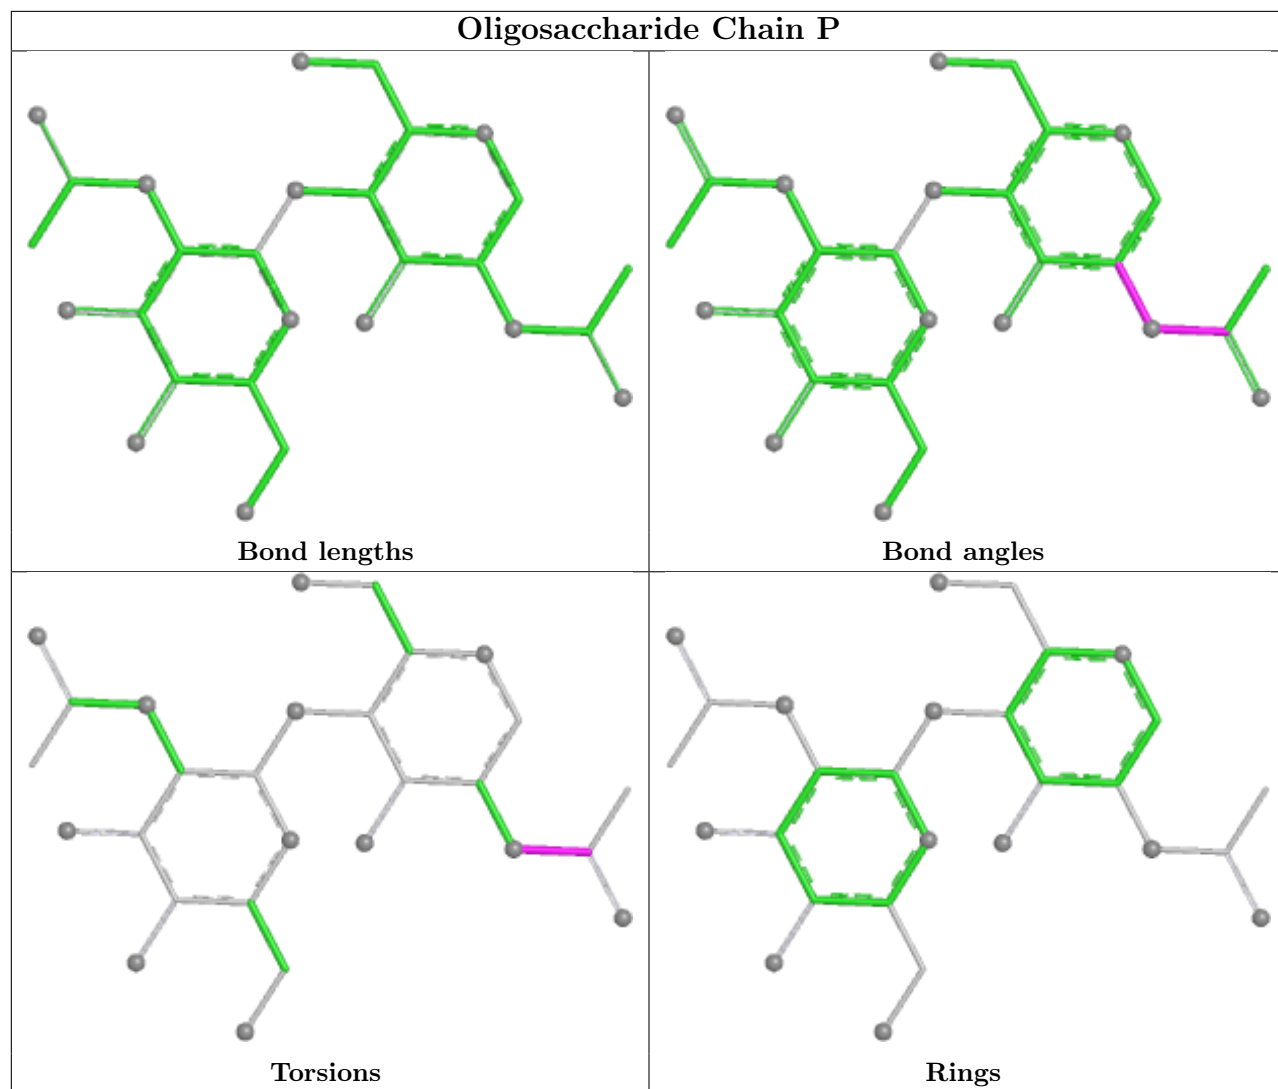 Oligosaccharide Chain P
Bond lengths
Bond angles
Torsions
Rings